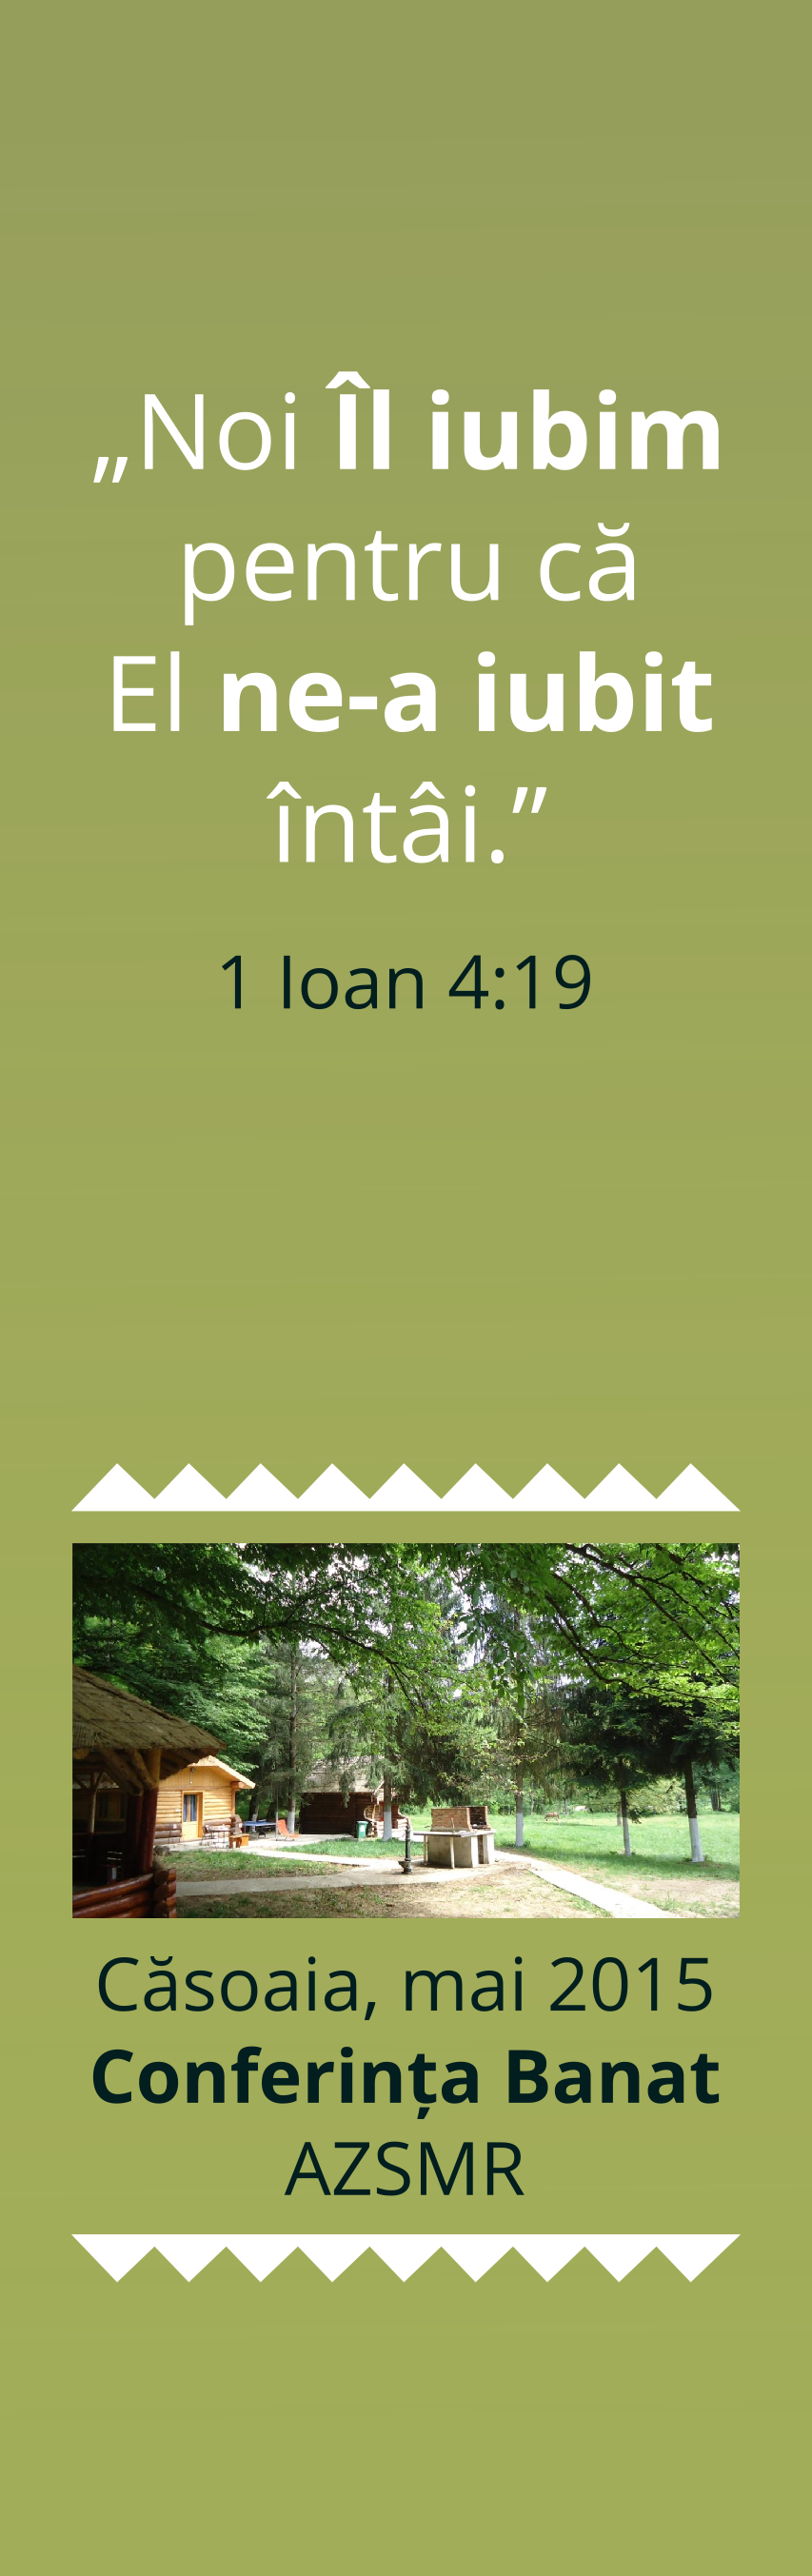 „Noi Îl iubim
pentru că
El ne-a iubit
întâi.”
1 Ioan 4:19
Căsoaia, mai 2015
Conferința Banat
AZSMR